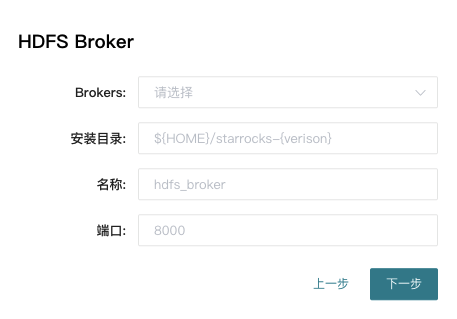 HDFS Broker
Brokers: 请选择
安装目录: ${HOME}/starrocks-{verison}
名称: hdfs_broker
端口: 8000
上一步 下一步